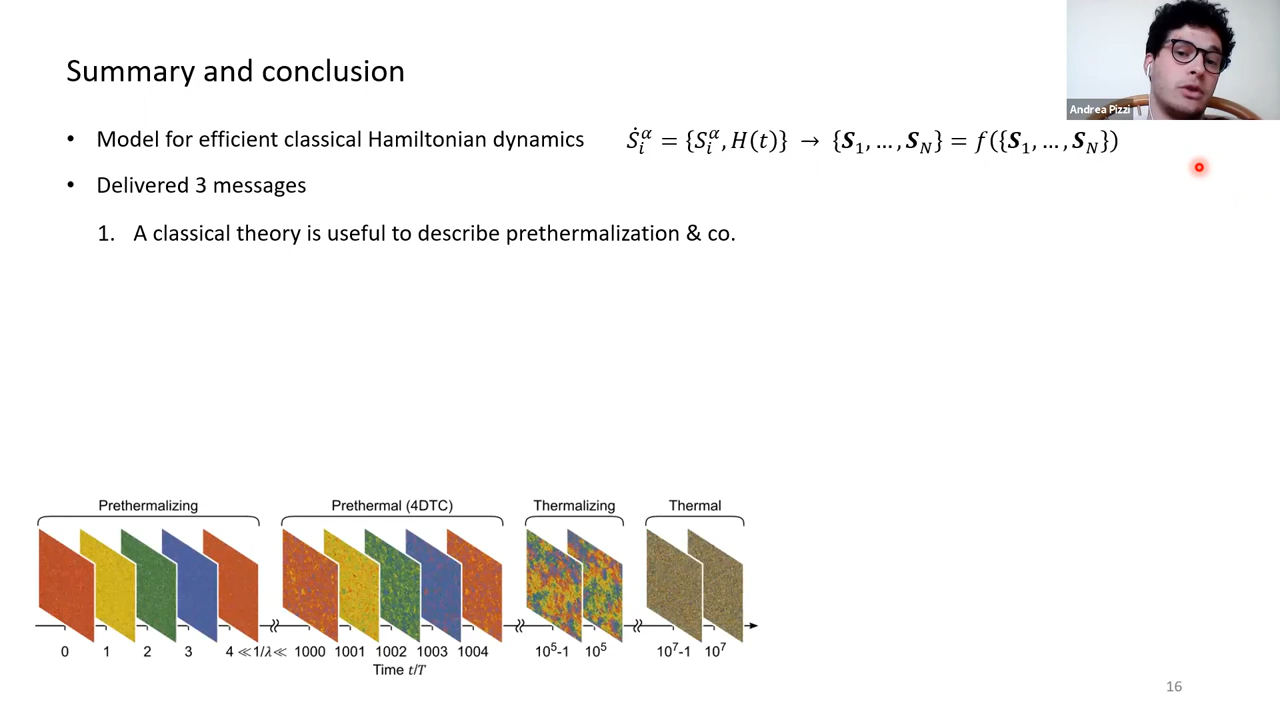 Summary and conclusion
Andrea Pizzi
• Model for efficient classical Hamiltonian dynamics
Ṡᵢᵅ = {Sᵢᵅ, H(t)} → {𝑺₁, … , 𝑺_N} = f({𝑺₁, … , 𝑺_N})
• Delivered 3 messages
1. A classical theory is useful to describe prethermalization & co.
Prethermalizing Prethermal (4DTC) Thermalizing Thermal
0 1 2 3 4 ≪1/λ≪ 1000 1001 1002 1003 1004 10⁵-1 10⁵ 10⁷-1 10⁷
Time t/T
16